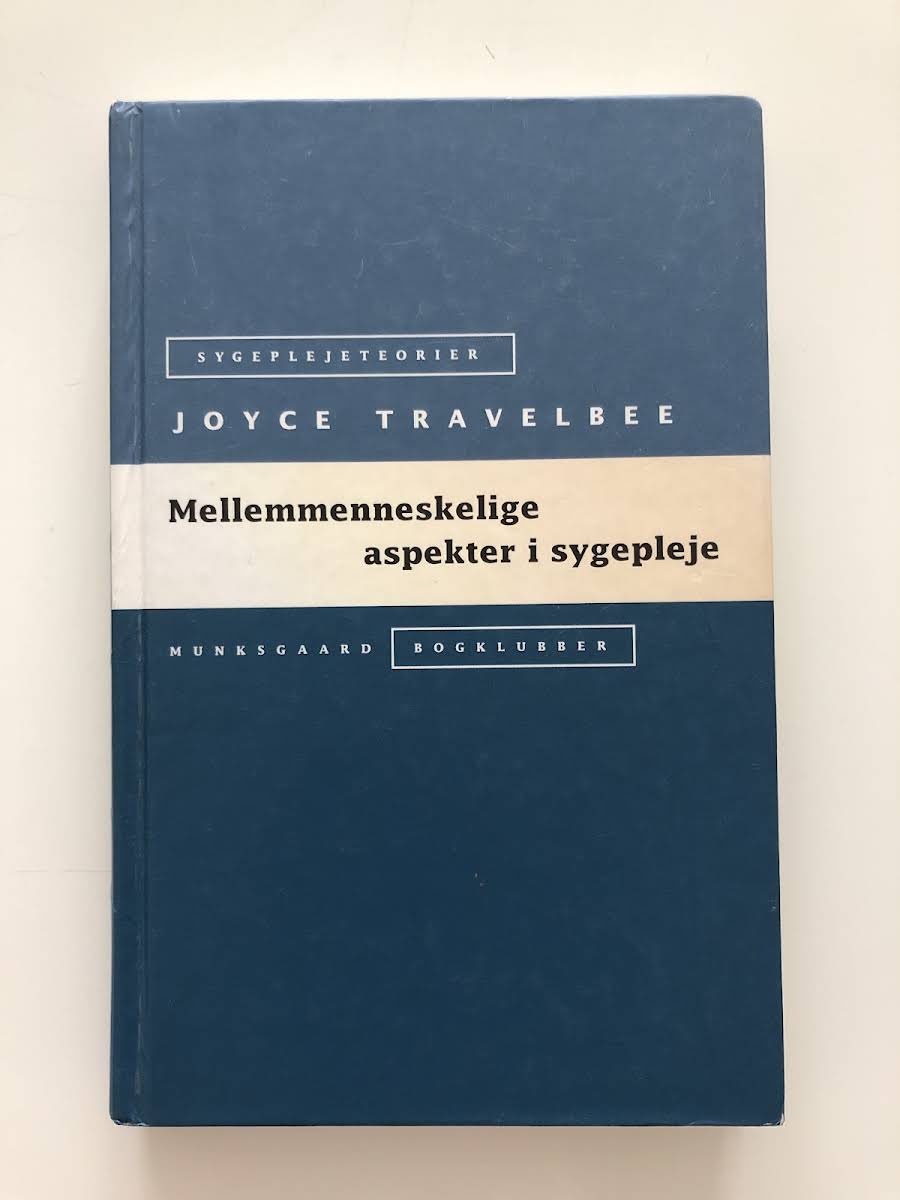 SYGEPLEJETEORIER
JOYCE TRAVELBEE
Mellemmenneskelige
aspekter i sygepleje
MUNKSGAARD BOGKLUBBER